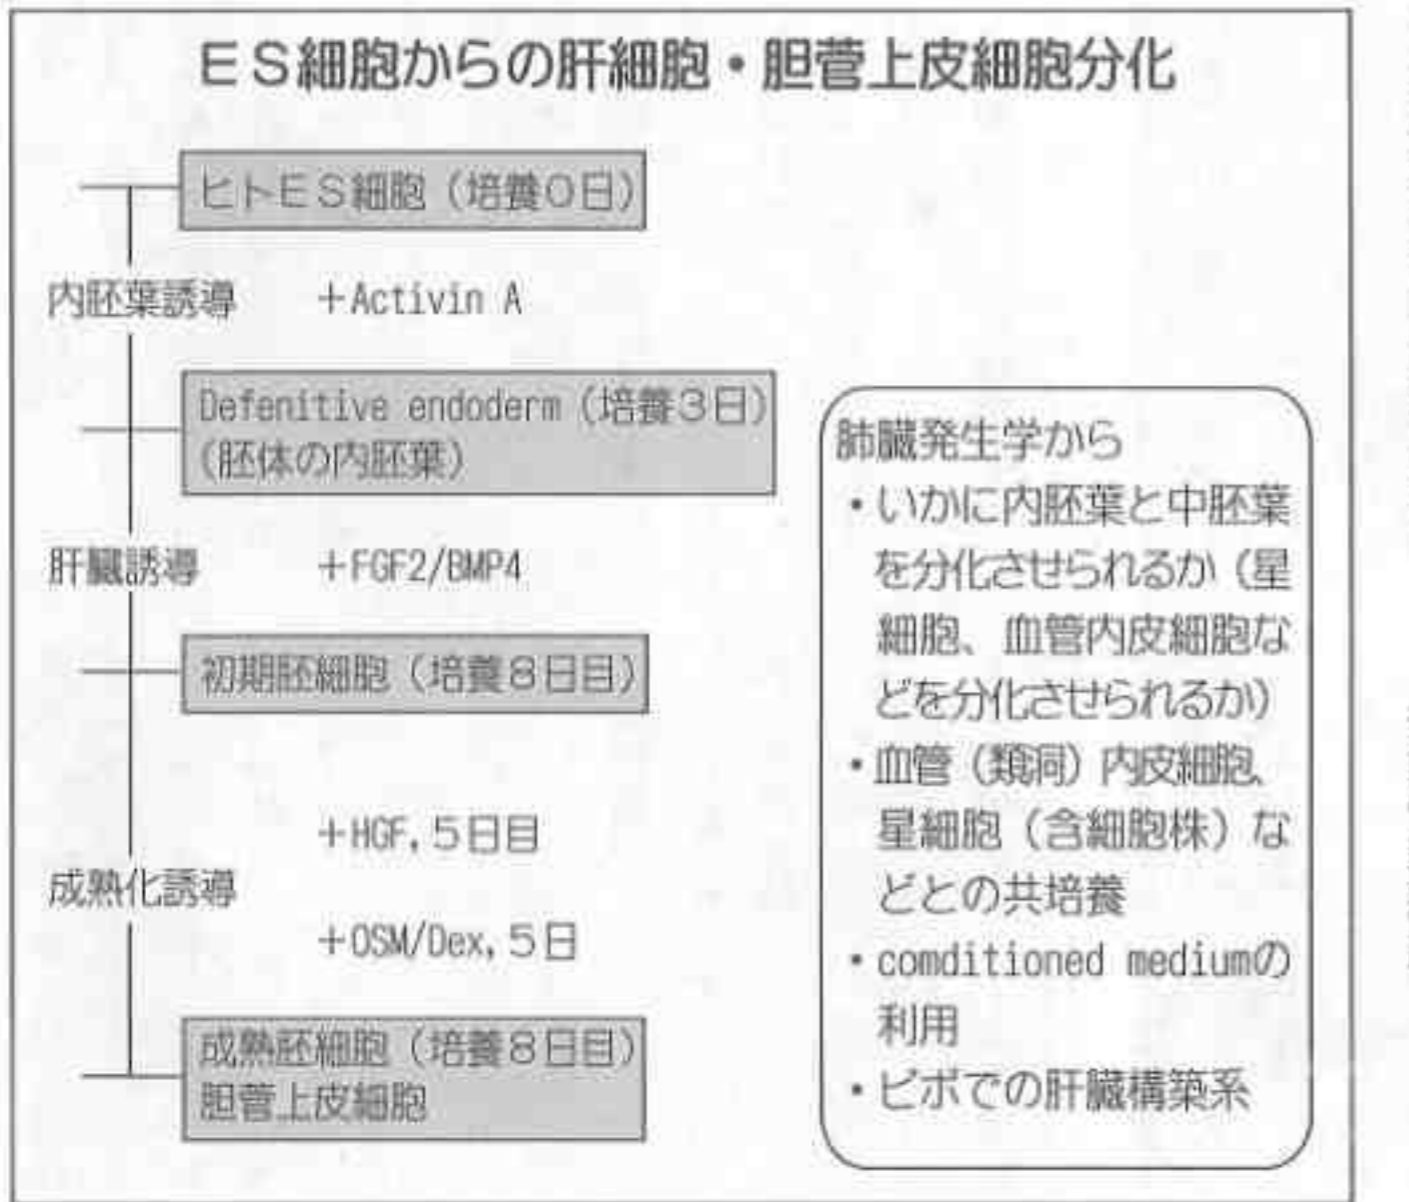 ES細胞からの肝細胞・胆菅上皮細胞分化
ヒトES細胞(培養0日)
内胚葉誘導 +Activin A
Defenitive endoderm(培養3日)
(胚体の内胚葉)
肝臓誘導 +FGF2/BMP4
初期胚細胞(培養8日目)
+HGF,5日目
成熟化誘導
+OSM/Dex,5日
成熟胚細胞(培養8日目)
胆菅上皮細胞
肺臓発生学から
・いかに内胚葉と中胚葉
を分化させられるか(星
細胞、血管内皮細胞な
どを分化させられるか)
・血管(類洞)内皮細胞、
星細胞(含細胞株)な
どとの共培養
・comditioned mediumの
利用
・ビボでの肝臓構築系